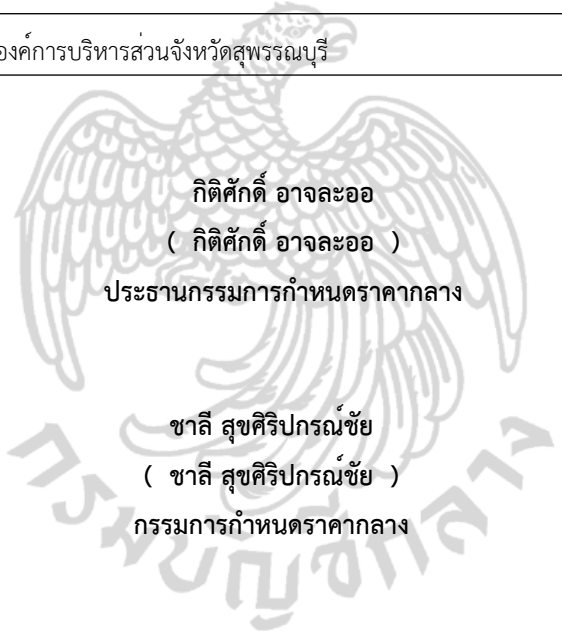 องค์การบริหารส่วนจังหวัดสุพรรณบุรี
กิติศักดิ์ อาจละออ
( กิติศักดิ์ อาจละออ )
ประธานกรรมการกำหนดราคากลาง
ชาลี สุขศิริปกรณ์ชัย
( ชาลี สุขศิริปกรณ์ชัย )
กรรมการกำหนดราคากลาง
กรมบัญชีกลาง